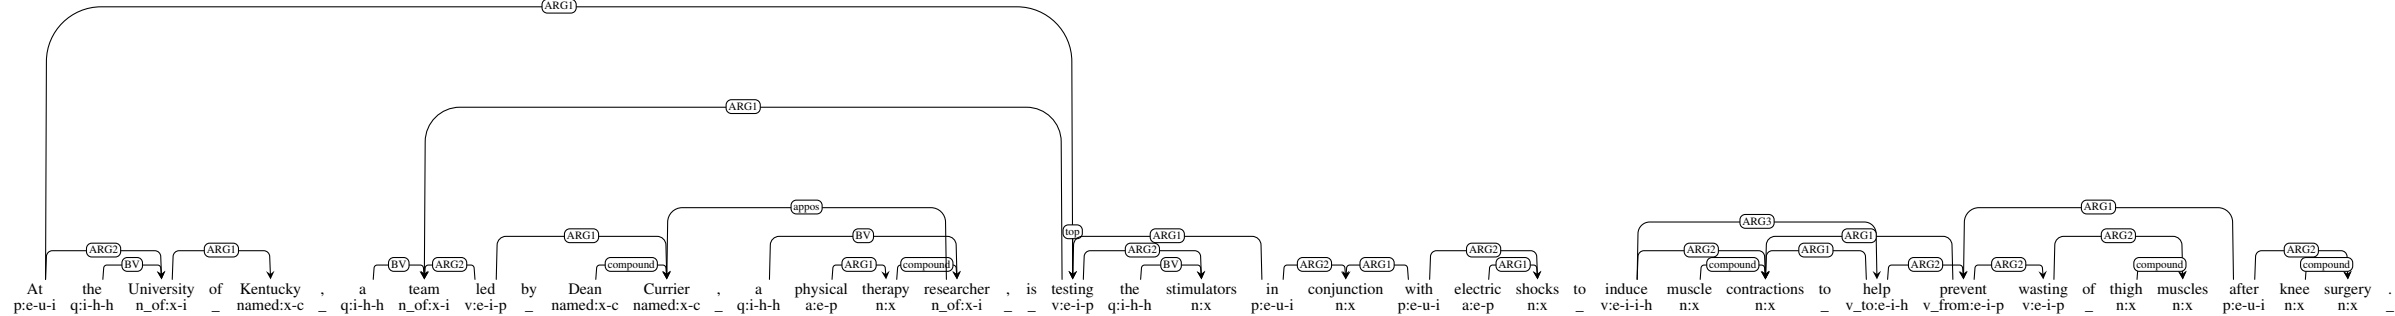 ARG1
ARG1
appos
ARG1
ARG3
top
ARG1 BV ARG1 ARG1 ARG2
ARG2 ARG1 ARG2 ARG2 ARG2 ARG1 ARG2
BV BV ARG2 compound ARG1 compound BV ARG2 ARG1 ARG1 compound ARG2 ARG2 compound compound
At the University of Kentucky , a team led by Dean Currier , a physical therapy researcher , is testing the stimulators in conjunction with electric shocks to induce muscle contractions to help prevent wasting of thigh muscles after knee surgery .
p:e-u-i q:i-h-h n_of:x-i _ named:x-c _ q:i-h-h n_of:x-i v:e-i-p _ named:x-c named:x-c _ q:i-h-h a:e-p n:x n_of:x-i _ _ v:e-i-p q:i-h-h n:x p:e-u-i n:x p:e-u-i a:e-p n:x _ v:e-i-i-h n:x n:x _ v_to:e-i-h v_from:e-i-p v:e-i-p _ n:x n:x p:e-u-i n:x n:x _